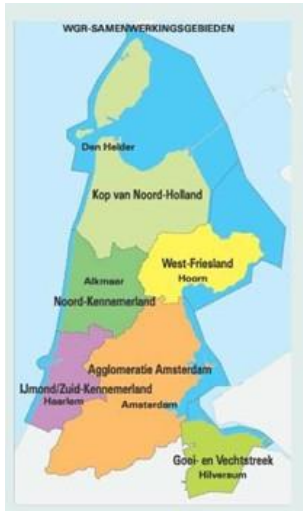 WGR-SAMENWERKINGSGEBIEDEN
Den Helder
Kop van Noord-Holland
West-Friesland
Hoorn
Alkmaar
Noord-Kennemerland
Agglomeratie Amsterdam
IJmond/Zuid-Kennemerland
Haarlem
Amsterdam
Gooi- en Vechtstreek
Hilversum